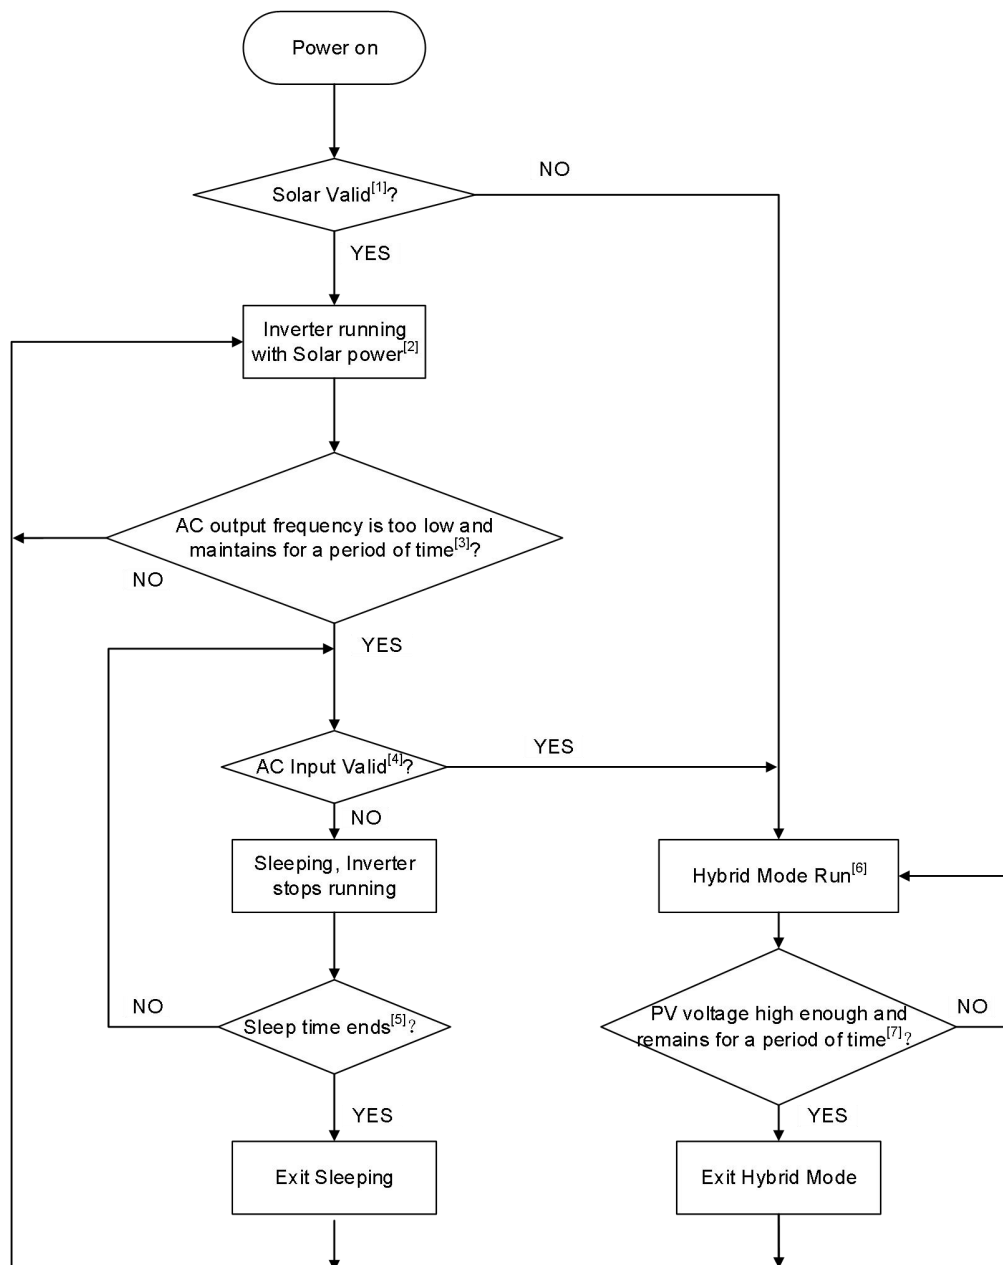 Power on
NO
Solar Valid[1]?
YES
Inverter running
with Solar power[2]
AC output frequency is too low and
maintains for a period of time[3]?
NO
YES
AC Input Valid[4]?
YES
NO
Sleeping, Inverter
stops running
Hybrid Mode Run[6]
NO
Sleep time ends[5]?
PV voltage high enough and
remains for a period of time[7]?
NO
YES
YES
Exit Sleeping
Exit Hybrid Mode